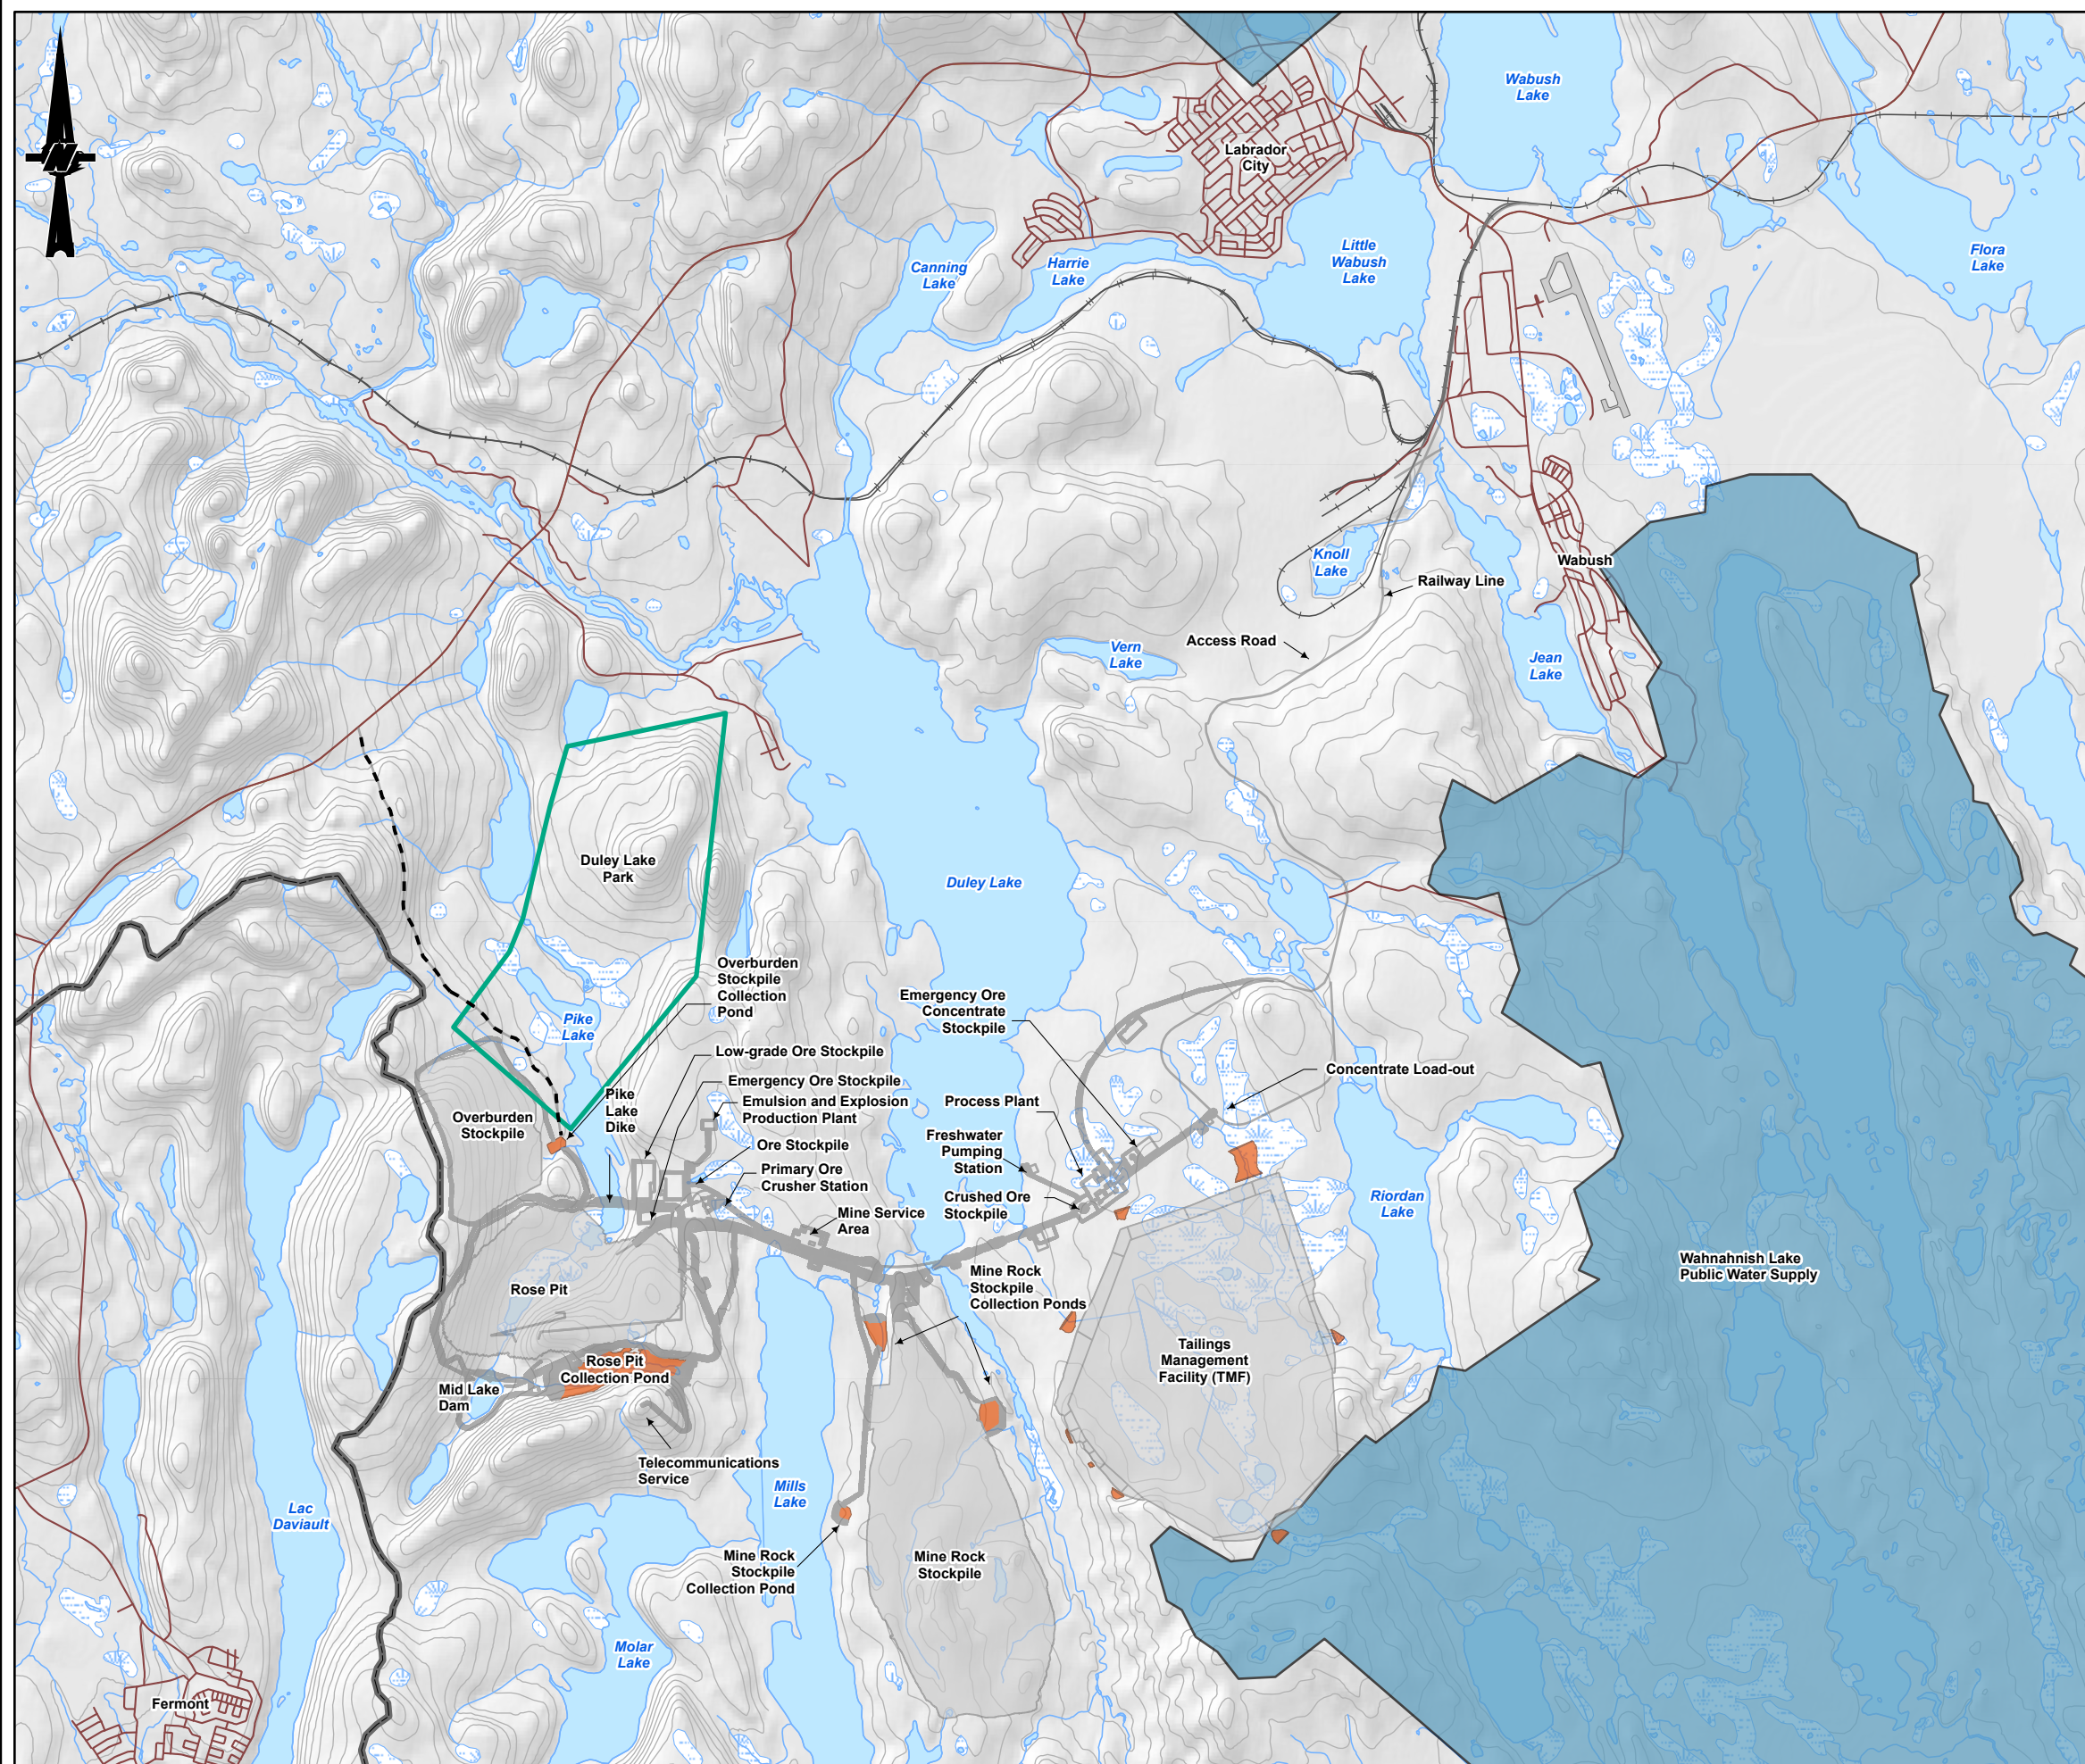 N
Wabush
Lake
Labrador
City
Little
Wabush
Lake
Flora
Lake
Canning
Lake
Harrie
Lake
Knoll
Lake
Wabush
Railway Line
Access Road
Vern
Lake
Jean
Lake
Duley Lake
Park
Duley Lake
Overburden
Stockpile
Collection
Pond
Emergency Ore
Concentrate
Stockpile
Pike
Lake
Low-grade Ore Stockpile
Concentrate Load-out
Emergency Ore Stockpile
Pike
Lake
Dike
Emulsion and Explosion
Production Plant
Process Plant
Overburden
Stockpile
Ore Stockpile
Freshwater
Pumping
Station
Primary Ore
Crusher Station
Crushed Ore
Stockpile
Riordan
Lake
Mine Service
Area
Wahnahnish Lake
Public Water Supply
Rose Pit
Mine Rock
Stockpile
Collection Ponds
Tailings
Management
Facility (TMF)
Rose Pit
Collection Pond
Mid Lake
Dam
Telecommunications
Service
Mills
Lake
Lac
Daviault
Mine Rock
Stockpile
Collection Pond
Mine Rock
Stockpile
Molar
Lake
Fermont